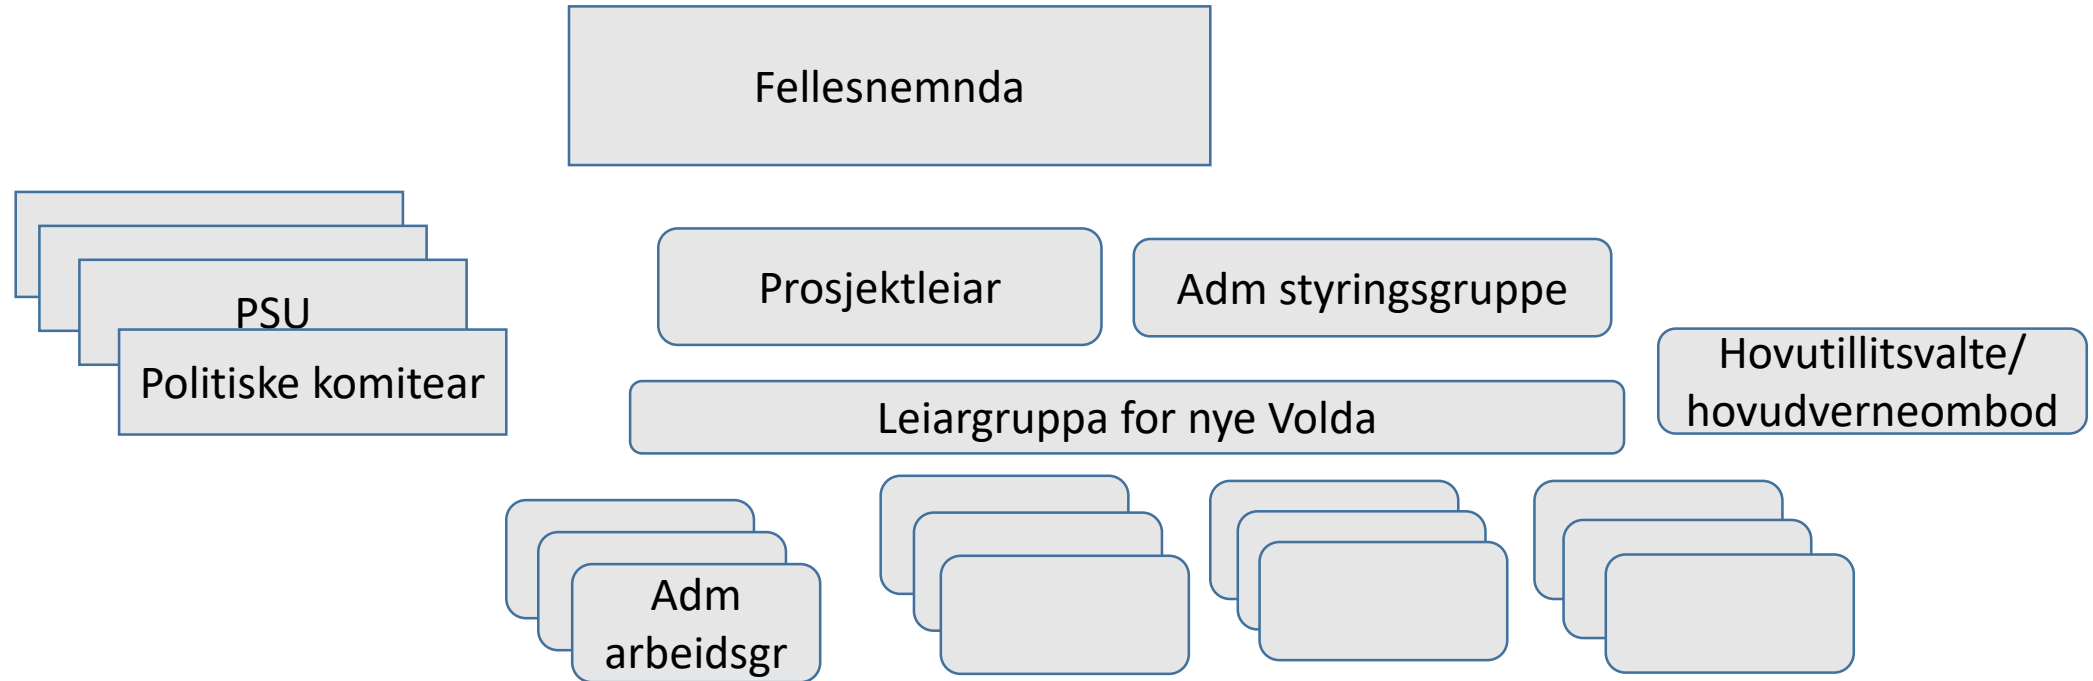 Fellesnemnda
PSU
Politiske komitear
Prosjektleiar
Adm styringsgruppe
Hovutillitsvalte/
hovudverneombod
Leiargruppa for nye Volda
Adm
arbeidsgr